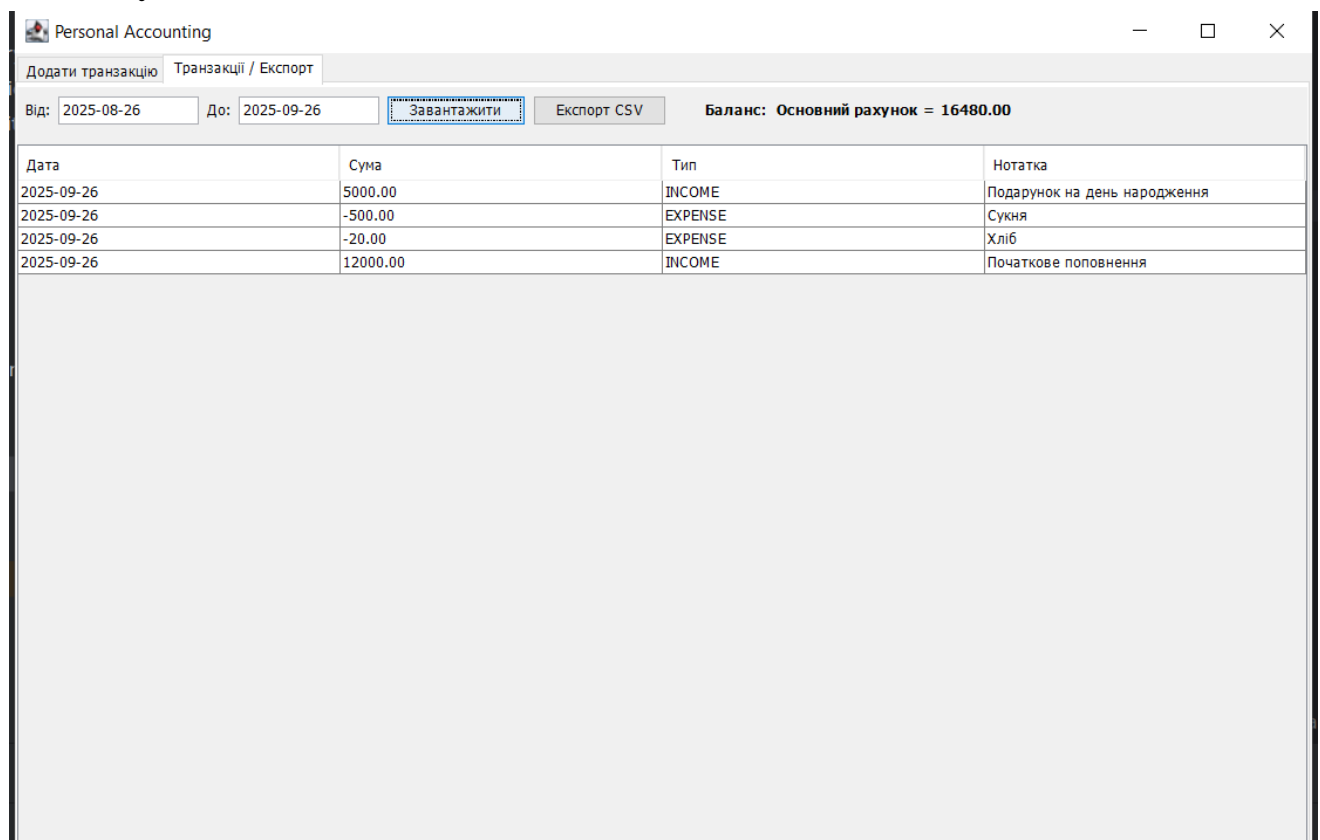 Personal Accounting
Додати транзакцію Транзакції / Експорт
Від: 2025-08-26 До: 2025-09-26 Завантажити Експорт CSV Баланс: Основний рахунок = 16480.00
Дата Сума Тип Нотатка
2025-09-26 5000.00 INCOME Подарунок на день народження
2025-09-26 -500.00 EXPENSE Сукня
2025-09-26 -20.00 EXPENSE Хліб
2025-09-26 12000.00 INCOME Початкове поповнення